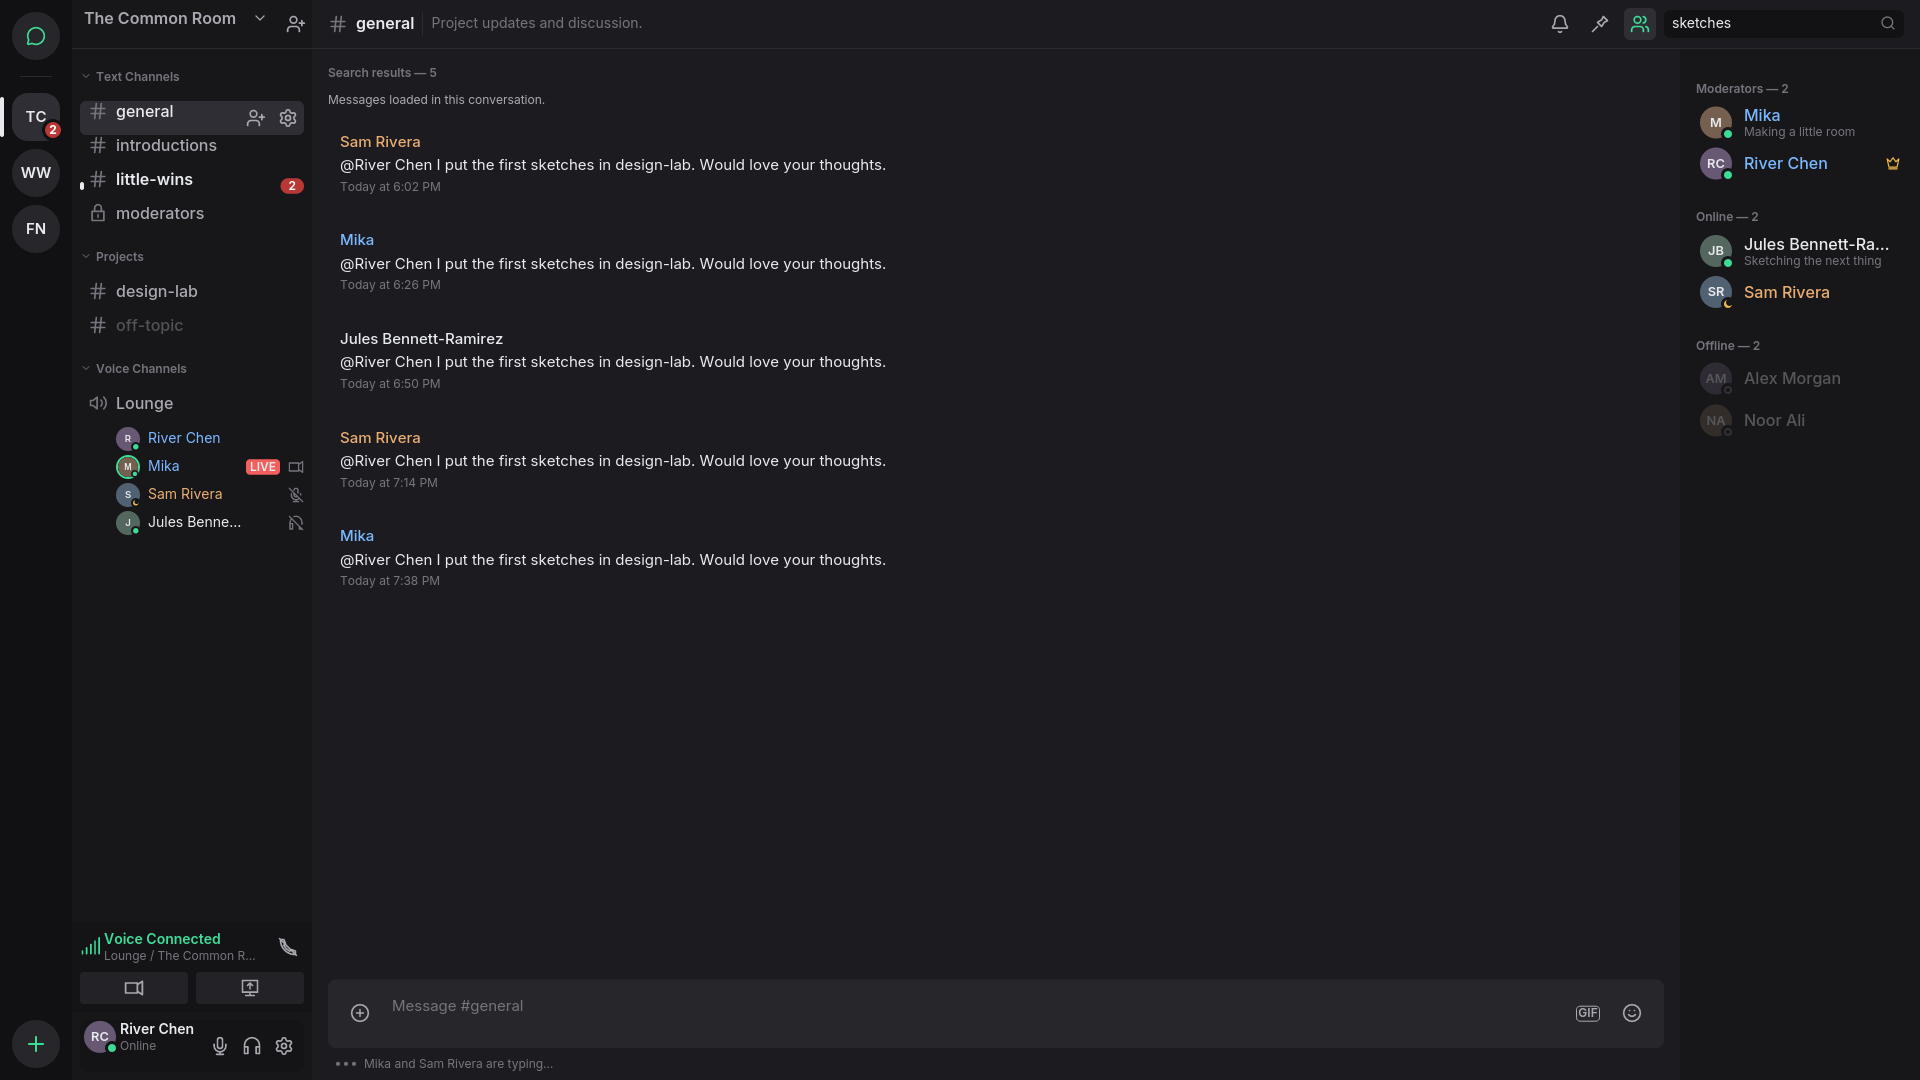 The Common Room
general
Project updates and discussion.
sketches
TC
2
WW
FN
Text Channels
general
introductions
little-wins
2
moderators
Projects
design-lab
off-topic
Voice Channels
Lounge
R
River Chen
M
Mika
LIVE
S
Sam Rivera
J
Jules Benne...
Voice Connected
Lounge / The Common R...
RC
River Chen
Online
Search results — 5
Messages loaded in this conversation.
Sam Rivera
@River Chen I put the first sketches in design-lab. Would love your thoughts.
Today at 6:02 PM
Mika
@River Chen I put the first sketches in design-lab. Would love your thoughts.
Today at 6:26 PM
Jules Bennett-Ramirez
@River Chen I put the first sketches in design-lab. Would love your thoughts.
Today at 6:50 PM
Sam Rivera
@River Chen I put the first sketches in design-lab. Would love your thoughts.
Today at 7:14 PM
Mika
@River Chen I put the first sketches in design-lab. Would love your thoughts.
Today at 7:38 PM
Message #general
GIF
Mika and Sam Rivera are typing...
Moderators — 2
M
Mika
Making a little room
RC
River Chen
Online — 2
JB
Jules Bennett-Ra...
Sketching the next thing
SR
Sam Rivera
Offline — 2
AM
Alex Morgan
NA
Noor Ali